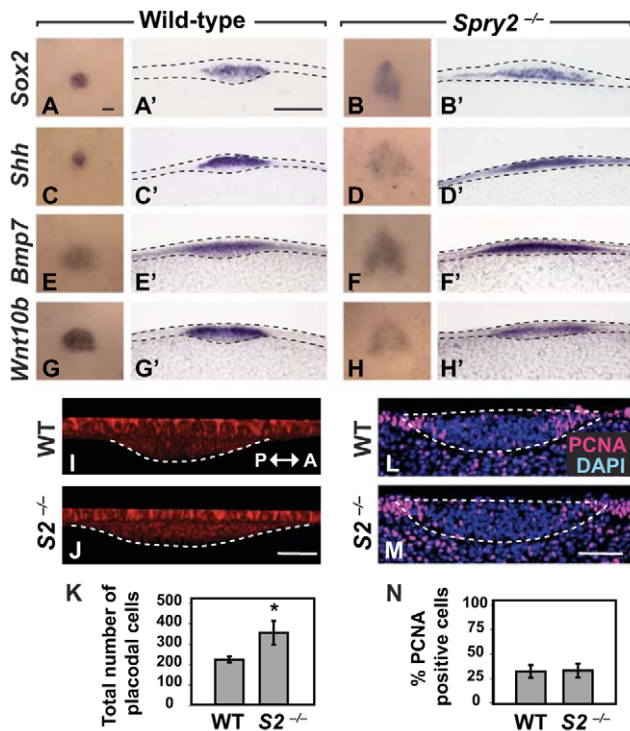 Wild-type Spry2 −/−
Sox2
A A' B B'
Shh
C C' D D'
Bmp7
E E' F F'
Wnt10b
G G' H H'
WT
I P A
WT
L PCNA
DAPI
S2 −/−
J
S2 −/−
M
K
Total number of
placodal cells
500
400
300
200
100
0
*
WT S2 −/−
N
% PCNA
positive cells
100
75
50
25
0
WT S2 −/−